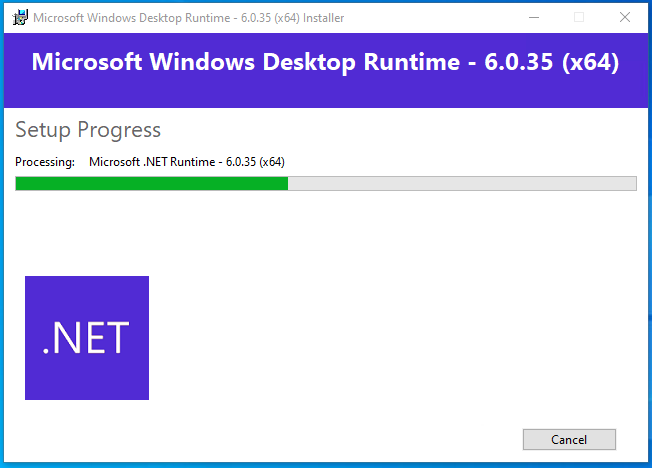 Microsoft Windows Desktop Runtime - 6.0.35 (x64) Installer
Microsoft Windows Desktop Runtime - 6.0.35 (x64)
Setup Progress
Processing: Microsoft .NET Runtime - 6.0.35 (x64)
.NET
Cancel